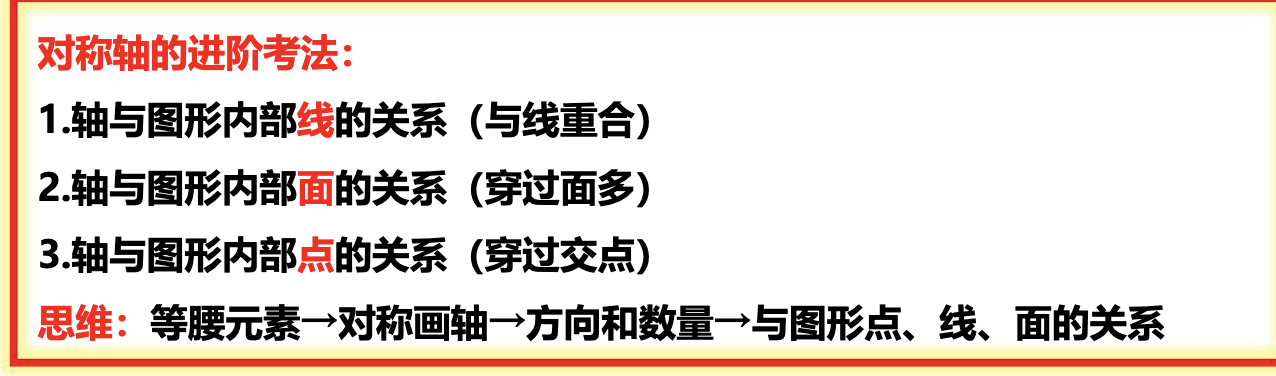 对称轴的进阶考法：
1.轴与图形内部线的关系（与线重合）
2.轴与图形内部面的关系（穿过面多）
3.轴与图形内部点的关系（穿过交点）
思维：等腰元素→对称画轴→方向和数量→与图形点、线、面的关系